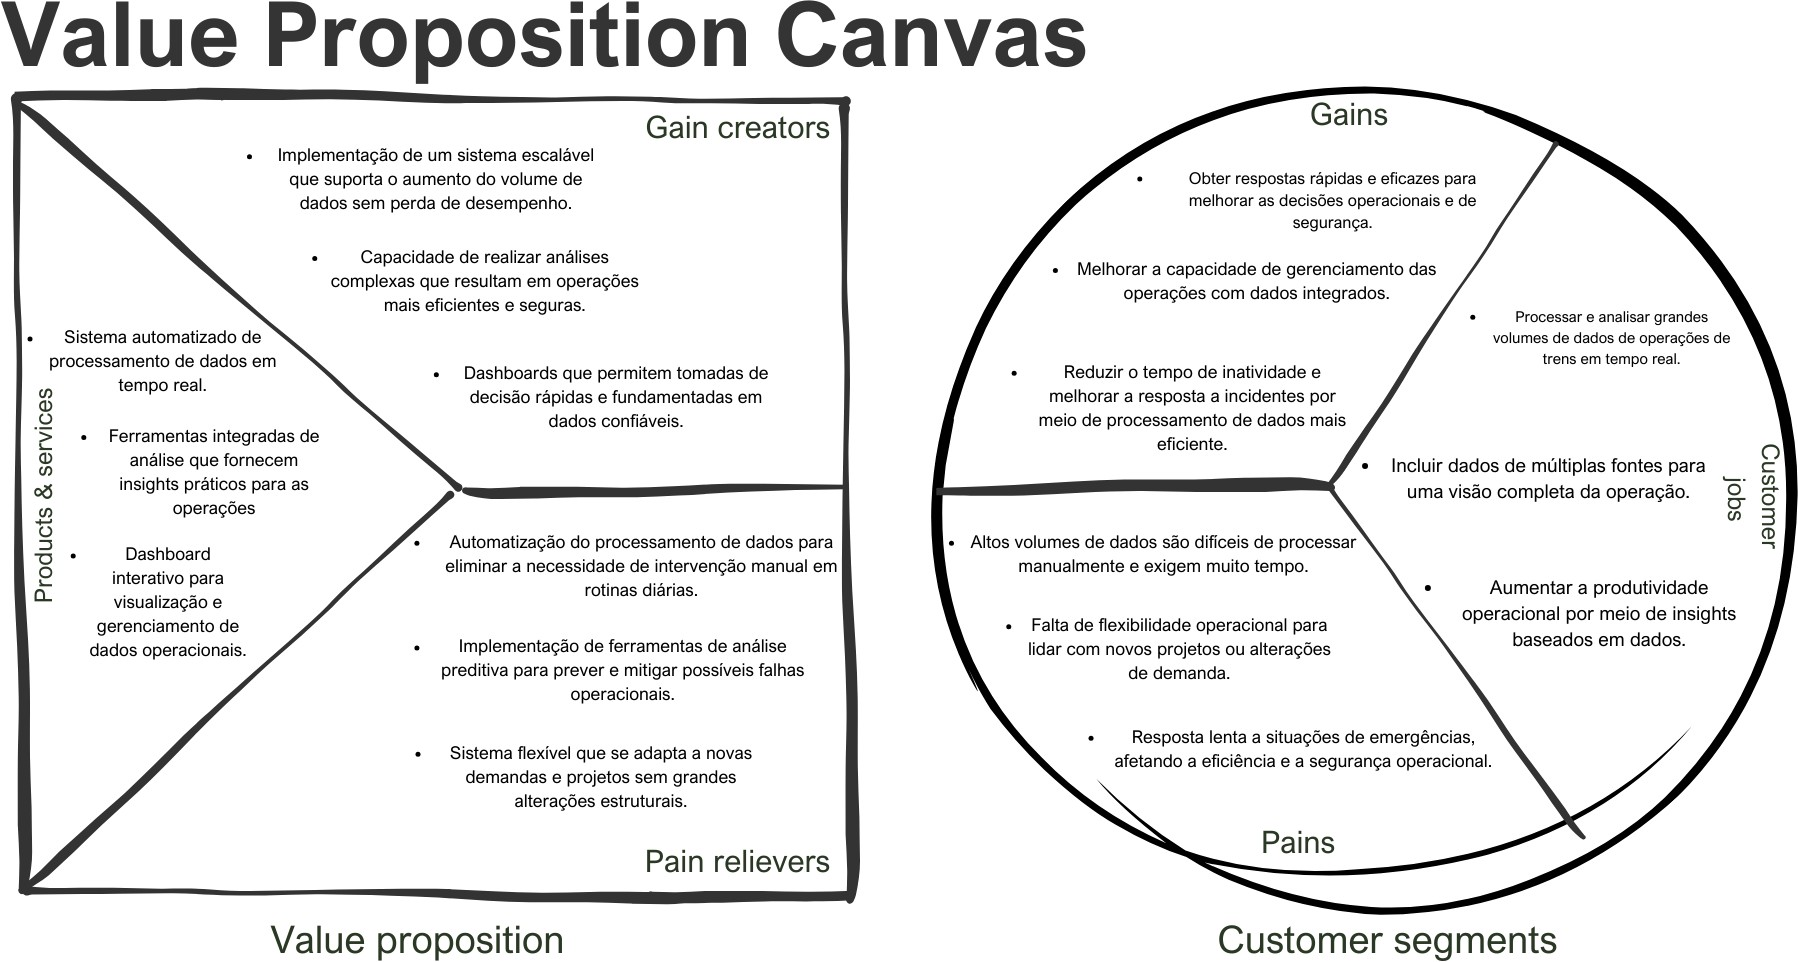 Value Proposition Canvas
Gain creators
• Implementação de um sistema escalável
que suporta o aumento do volume de
dados sem perda de desempenho.
• Capacidade de realizar análises
complexas que resultam em operações
mais eficientes e seguras.
• Dashboards que permitem tomadas de
decisão rápidas e fundamentadas em
dados confiáveis.
Products & services
• Sistema automatizado de
processamento de dados em
tempo real.
• Ferramentas integradas de
análise que fornecem
insights práticos para as
operações
• Dashboard
interativo para
visualização e
gerenciamento de
dados operacionais.
• Automatização do processamento de dados para
eliminar a necessidade de intervenção manual em
rotinas diárias.
• Implementação de ferramentas de análise
preditiva para prever e mitigar possíveis falhas
operacionais.
• Sistema flexível que se adapta a novas
demandas e projetos sem grandes
alterações estruturais.
Pain relievers
Value proposition
Gains
• Obter respostas rápidas e eficazes para
melhorar as decisões operacionais e de
segurança.
• Melhorar a capacidade de gerenciamento das
operações com dados integrados.
• Reduzir o tempo de inatividade e
melhorar a resposta a incidentes por
meio de processamento de dados mais
eficiente.
• Processar e analisar grandes
volumes de dados de operações de
trens em tempo real.
• Incluir dados de múltiplas fontes para
uma visão completa da operação.
• Aumentar a produtividade
operacional por meio de insights
baseados em dados.
Customer
jobs
• Altos volumes de dados são difíceis de processar
manualmente e exigem muito tempo.
• Falta de flexibilidade operacional para
lidar com novos projetos ou alterações
de demanda.
• Resposta lenta a situações de emergências,
afetando a eficiência e a segurança operacional.
Pains
Customer segments